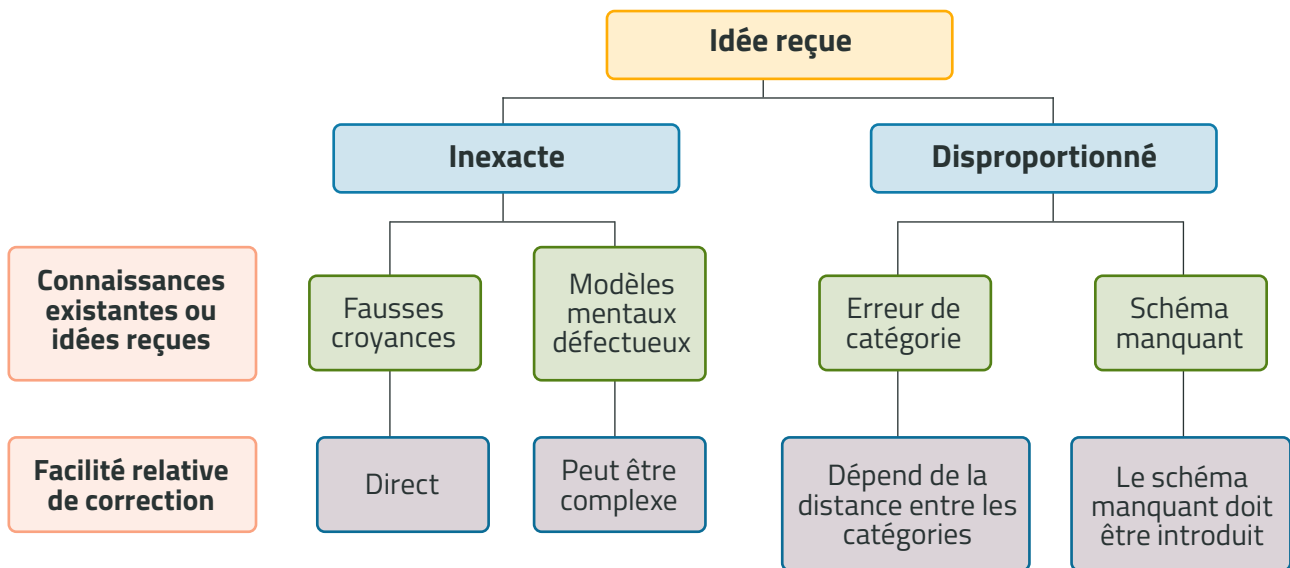 Idée reçue
Inexacte
Disproportionné
Connaissances
existantes ou
idées reçues
Fausses
croyances
Modèles
mentaux
défectueux
Erreur de
catégorie
Schéma
manquant
Facilité relative
de correction
Direct
Peut être
complexe
Dépend de la
distance entre les
catégories
Le schéma
manquant doit
être introduit